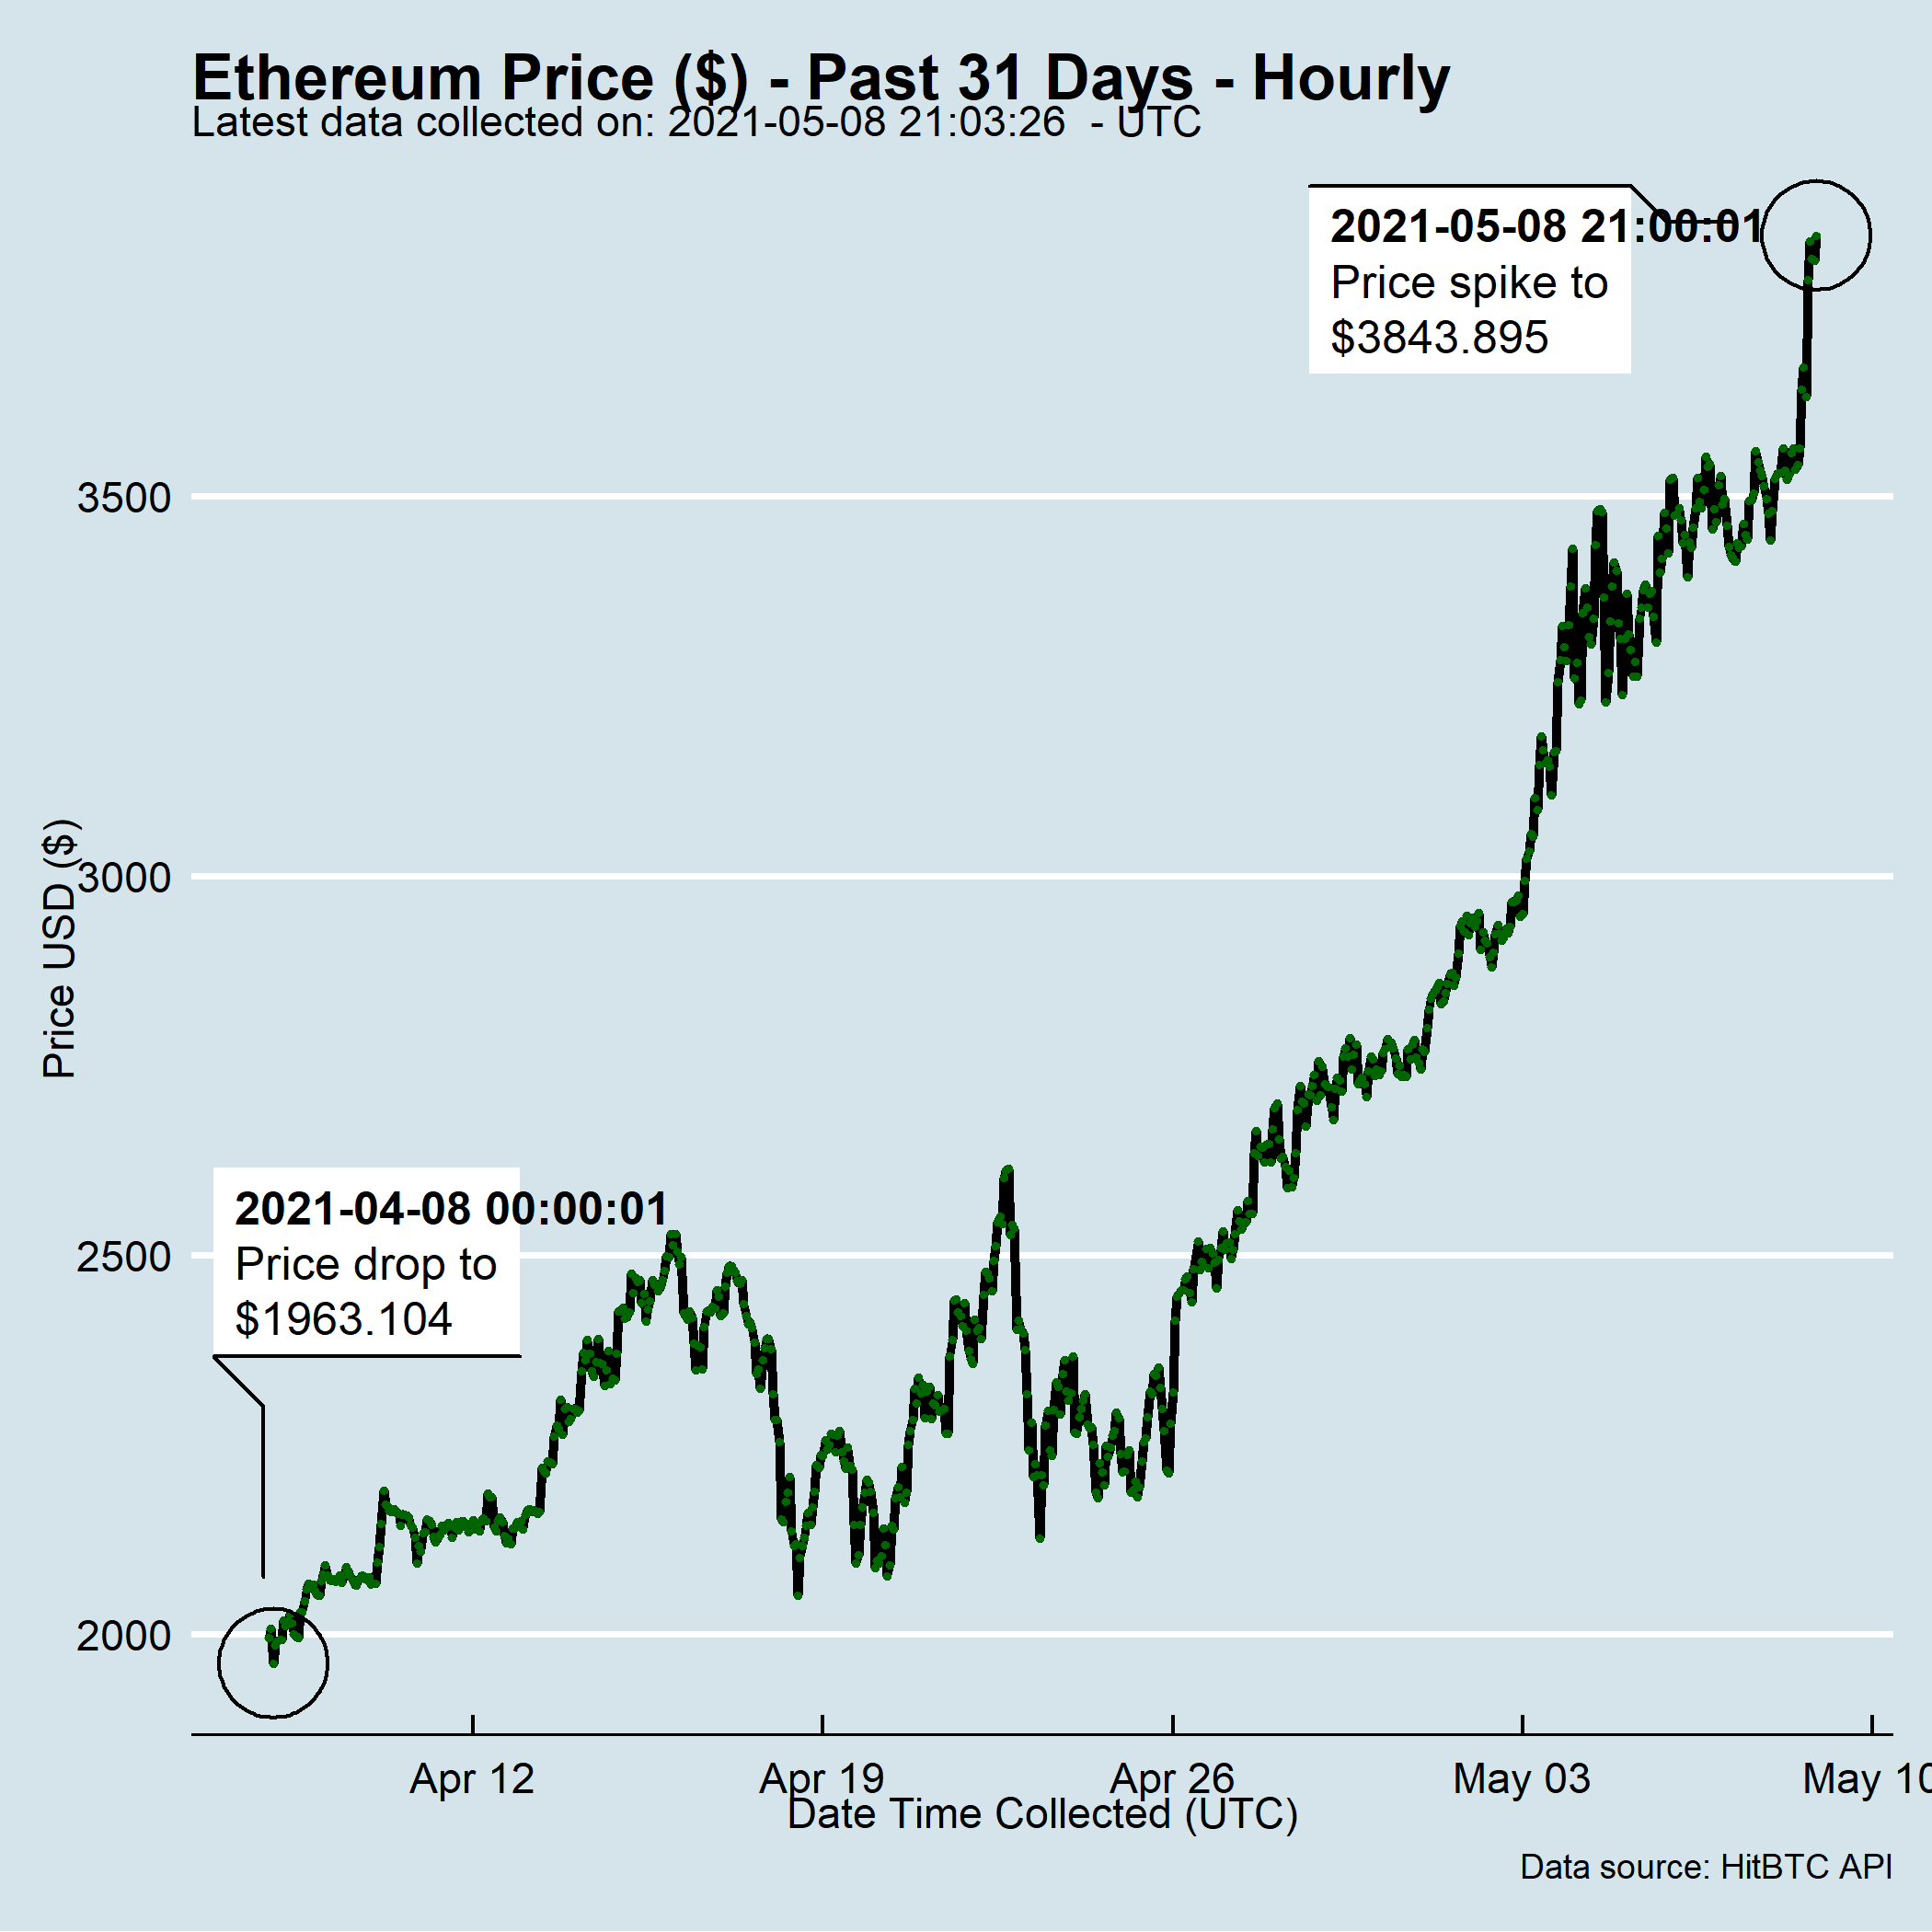 Ethereum Price ($) - Past 31 Days - Hourly
Latest data collected on: 2021-05-08 21:03:26  - UTC
2021-05-08 21:00:01
Price spike to
$3843.895
3500
3000
2500
2000
Price USD ($)
2021-04-08 00:00:01
Price drop to
$1963.104
Apr 12
Apr 19
Apr 26
May 03
May 10
Date Time Collected (UTC)
Data source: HitBTC API